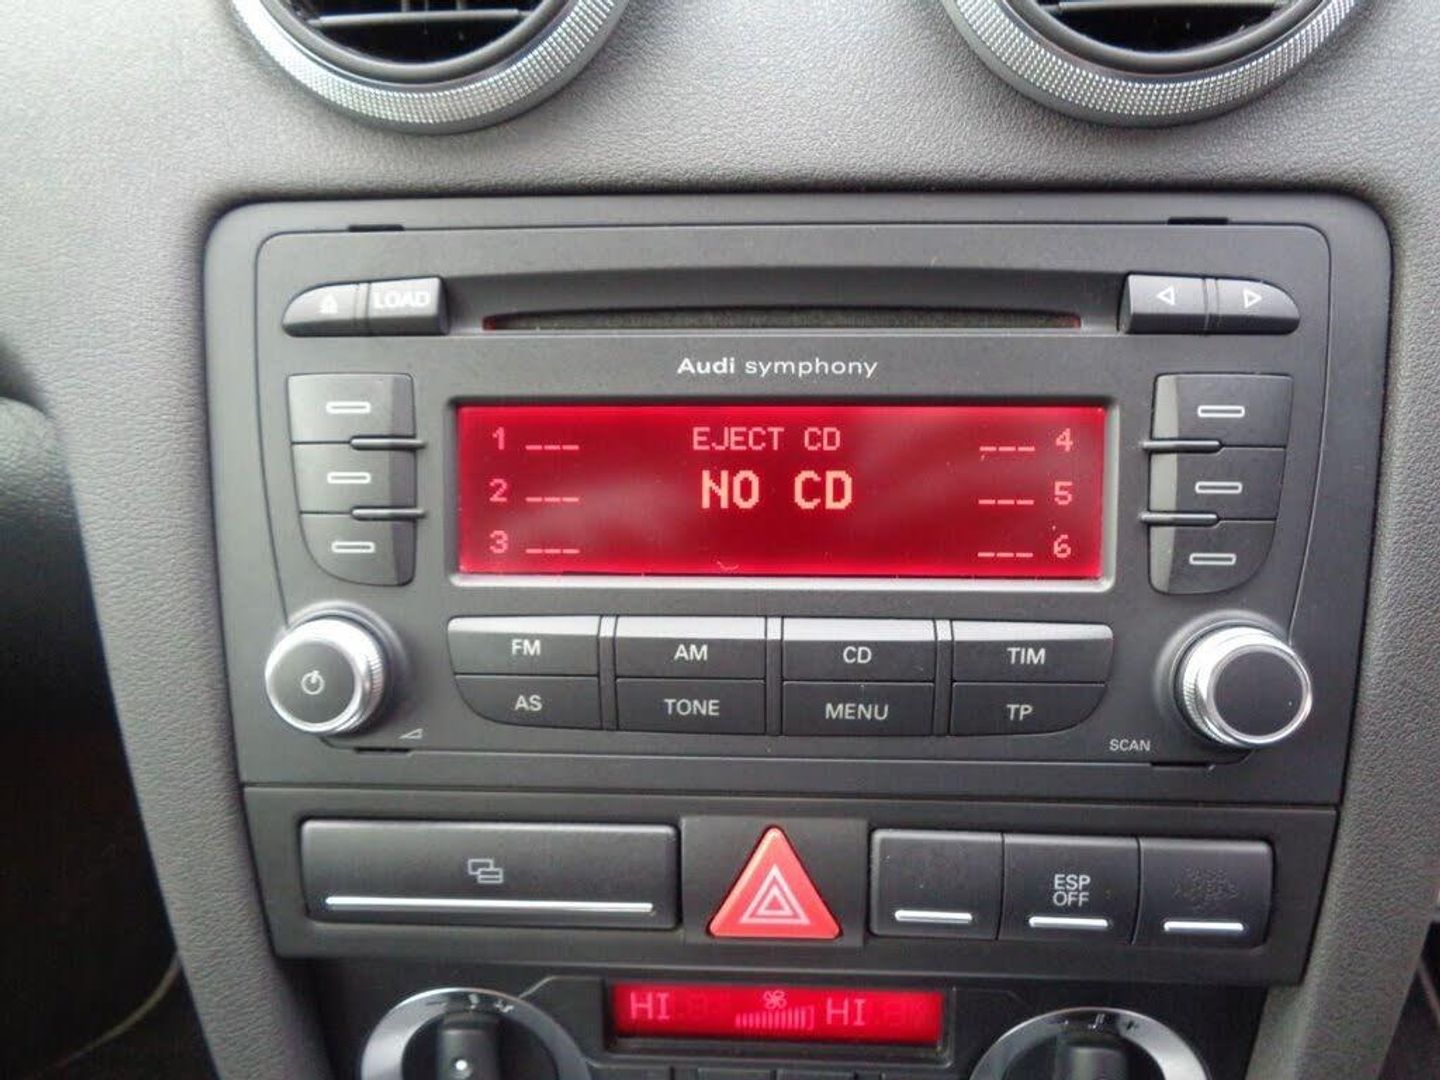 LOAD
Audi symphony
1 ___ EJECT CD ___ 4
2 ___ NO CD ___ 5
3 ___ ___ 6
FM AM CD TIM
AS TONE MENU TP
SCAN
ESP
OFF
HI HI